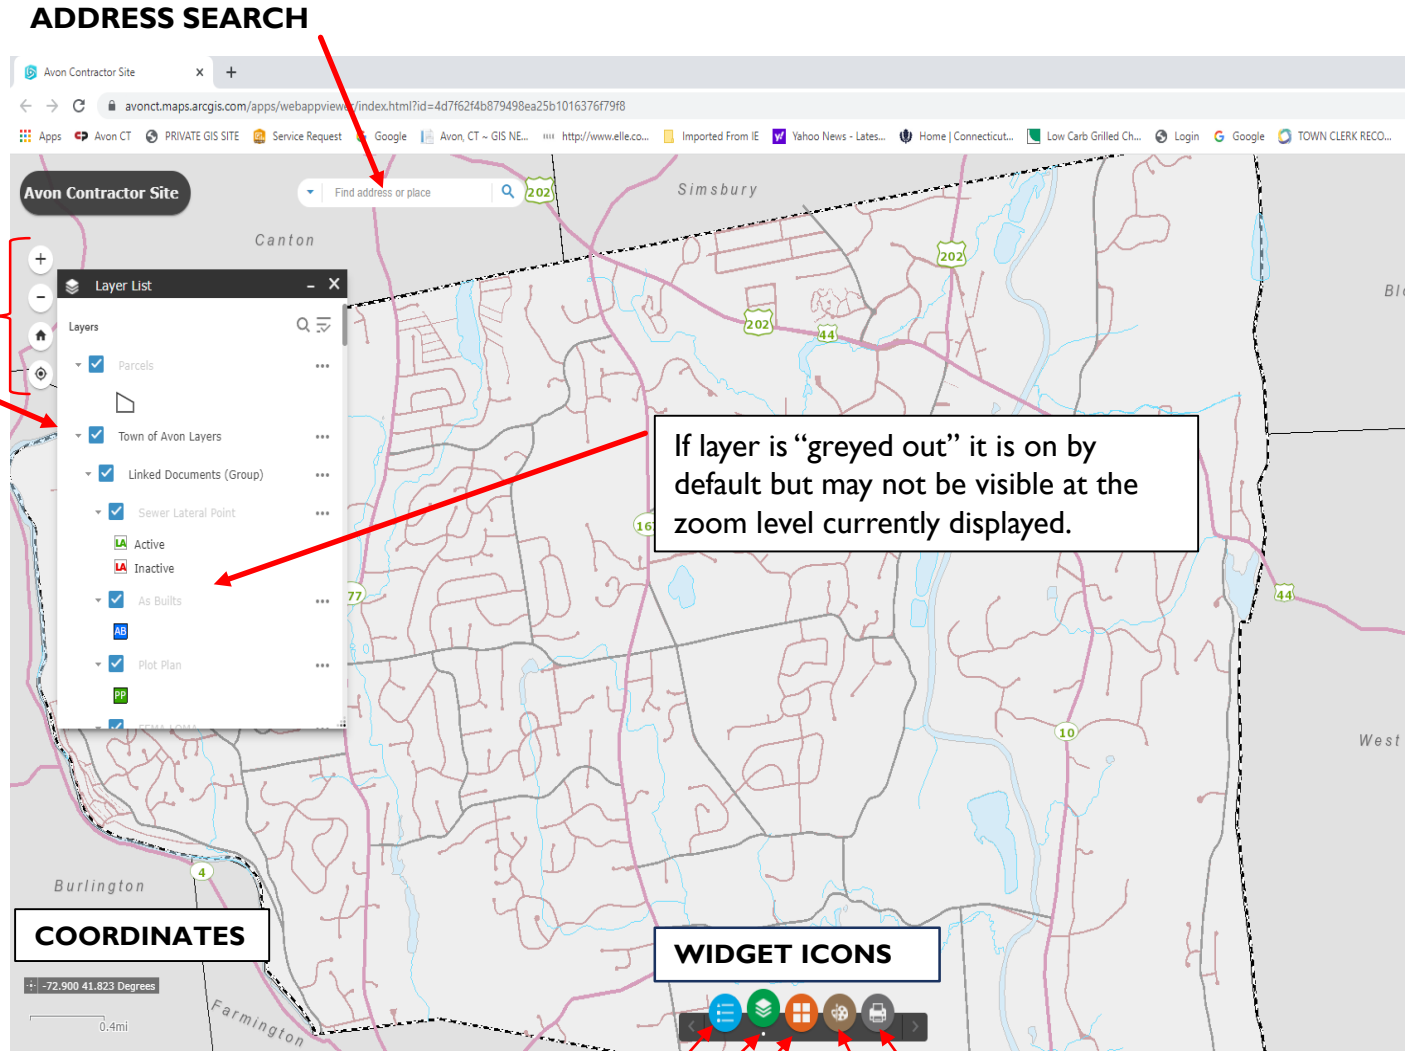 ADDRESS SEARCH
Avon Contractor Site
avonct.maps.arcgis.com/apps/webappviewer/index.html?id=4d7f62f4b879498ea25b1016376f79f8
Apps Avon CT PRIVATE GIS SITE Service Request Google Avon, CT ~ GIS NE... http://www.elle.co... Imported From IE Yahoo News - Lates... Home | Connecticut... Low Carb Grilled Ch... Login Google TOWN CLERK RECO...
Avon Contractor Site
Find address or place
202
Simsbury
Canton
202
Layer List
Layers
Parcels
Town of Avon Layers
Linked Documents (Group)
Sewer Lateral Point
LA Active
LA Inactive
As Builts
AB
Plot Plan
PP
FEMA LOMA
202
44
If layer is “greyed out” it is on by
default but may not be visible at the
zoom level currently displayed.
167
77
44
10
West
4
Burlington
COORDINATES
WIDGET ICONS
-72.900 41.823 Degrees
Farmington
0.4mi